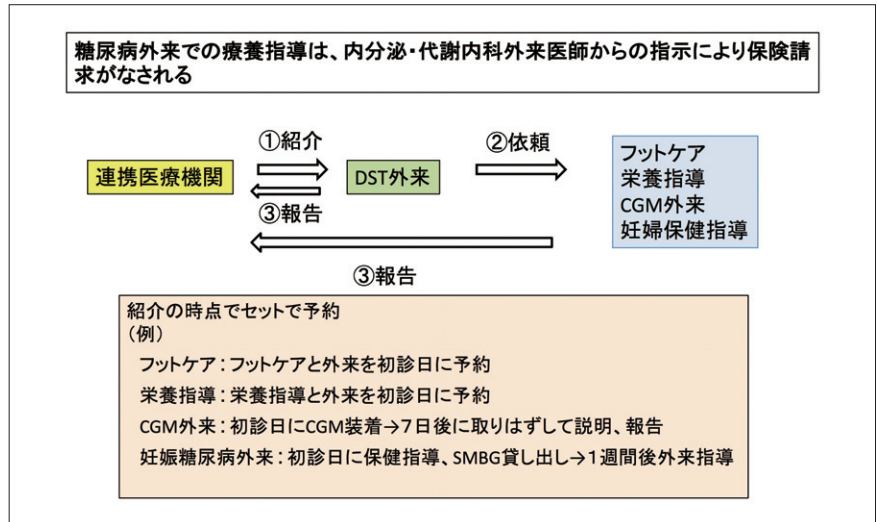 糖尿病外来での療養指導は、内分泌・代謝内科外来医師からの指示により保険請
求がなされる
①紹介
②依頼
連携医療機関
DST外来
フットケア
栄養指導
CGM外来
妊婦保健指導
③報告
③報告
紹介の時点でセットで予約
（例）
フットケア：フットケアと外来を初診日に予約
栄養指導：栄養指導と外来を初診日に予約
CGM外来：初診日にCGM装着→7日後に取りはずして説明、報告
妊娠糖尿病外来：初診日に保健指導、SMBG貸し出し→1週間後外来指導